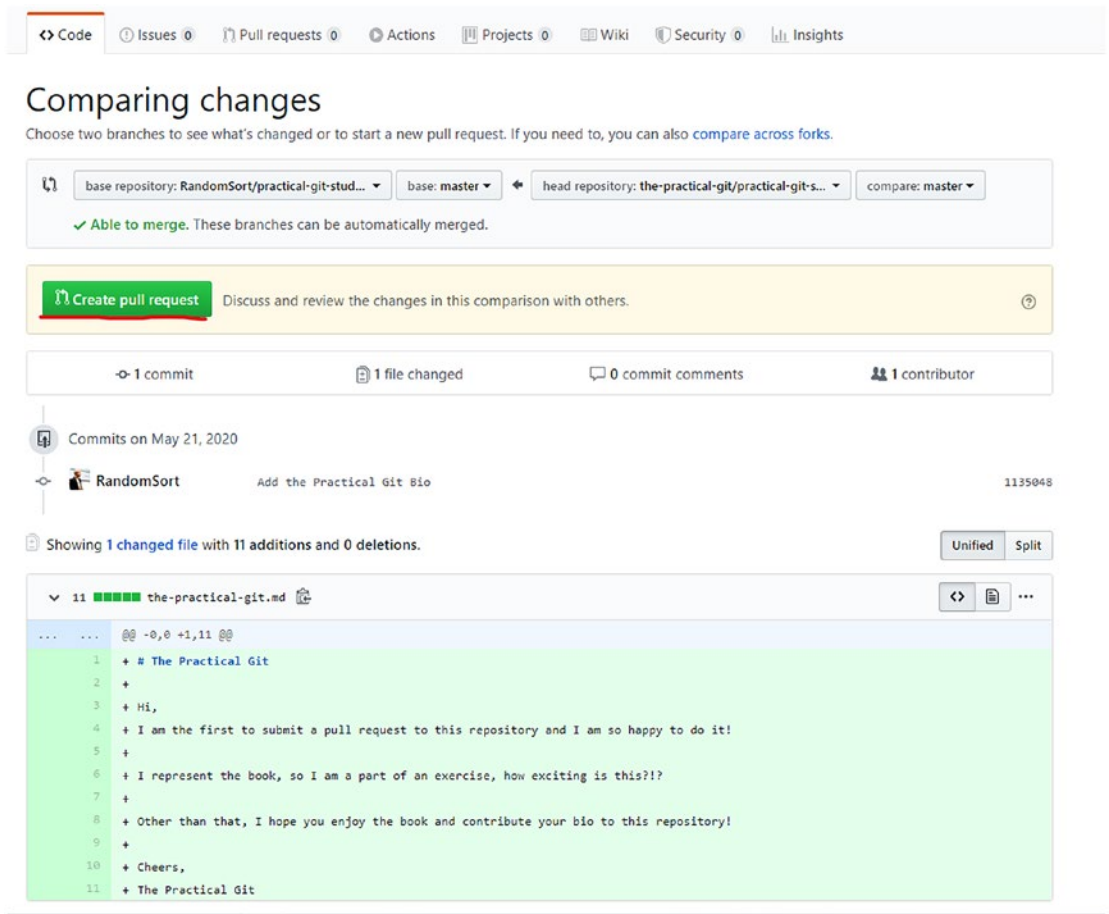 <> Code Issues 0 Pull requests 0 Actions Projects 0 Wiki Security 0 Insights
Comparing changes
Choose two branches to see what's changed or to start a new pull request. If you need to, you can also compare across forks.
base repository: RandomSort/practical-git-stud... base: master head repository: the-practical-git/practical-git-s... compare: master
Able to merge. These branches can be automatically merged.
Create pull request Discuss and review the changes in this comparison with others.
1 commit 1 file changed 0 commit comments 1 contributor
Commits on May 21, 2020
RandomSort Add the Practical Git Bio 1135048
Showing 1 changed file with 11 additions and 0 deletions. Unified Split
11 the-practical-git.md <> ...
... ... @@ -0,0 +1,11 @@
1 + # The Practical Git
2 +
3 + Hi,
4 + I am the first to submit a pull request to this repository and I am so happy to do it!
5 +
6 + I represent the book, so I am a part of an exercise, how exciting is this?!?
7 +
8 + Other than that, I hope you enjoy the book and contribute your bio to this repository!
9 +
10 + Cheers,
11 + The Practical Git